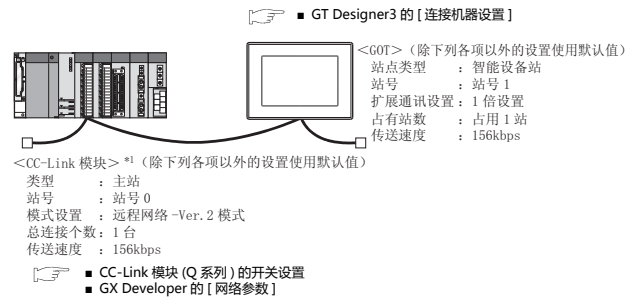 ■ GT Designer3 的 [ 连接机器设置 ]
<GOT>（除下列各项以外的设置使用默认值）
站点类型　：智能设备站
站号　：站号 1
扩展通讯设置：1 倍设置
占有站数　：占用 1 站
传送速度　：156kbps
<CC-Link 模块> *1（除下列各项以外的设置使用默认值）
类型　：主站
站号　：站号 0
模式设置　：远程网络 -Ver.2 模式
总连接个数：1 台
传送速度　：156kbps
■ CC-Link 模块 (Q 系列 ) 的开关设置
■ GX Developer 的 [ 网络参数 ]